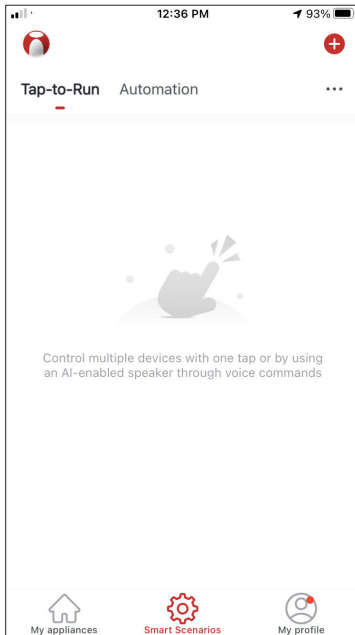 12:36 PM
93%
Tap-to-Run
Automation
Control multiple devices with one tap or by using
an AI-enabled speaker through voice commands
My appliances
Smart Scenarios
My profile